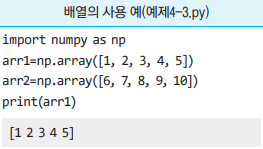 배열의 사용 예(예제4-3.py)
import numpy as np
arr1=np.array([1, 2, 3, 4, 5])
arr2=np.array([6, 7, 8, 9, 10])
print(arr1)
[1 2 3 4 5]